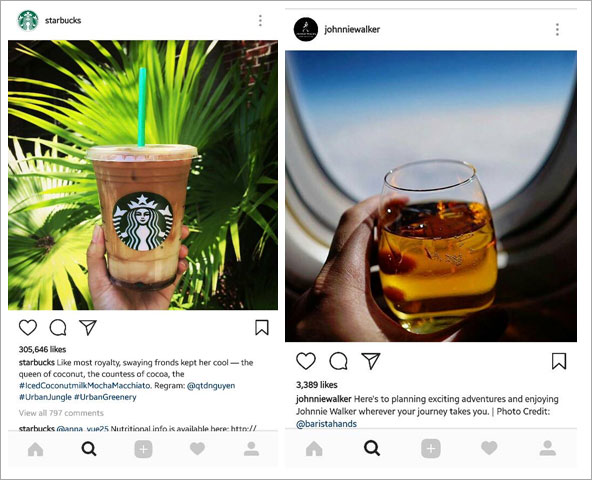 starbucks
305,646 likes
starbucks Like most royalty, swaying fronds kept her cool — the
queen of coconut, the countess of cocoa, the
#IcedCoconutmilkMochaMacchiato. Regram: @qtdnguyen
#UrbanJungle #UrbanGreenery
View all 797 comments
starbucks @anna_yue25 Nutritional info is available here: http://
johnniewalker
3,389 likes
johnniewalker Here's to planning exciting adventures and enjoying
Johnnie Walker wherever your journey takes you. | Photo Credit:
@baristahands